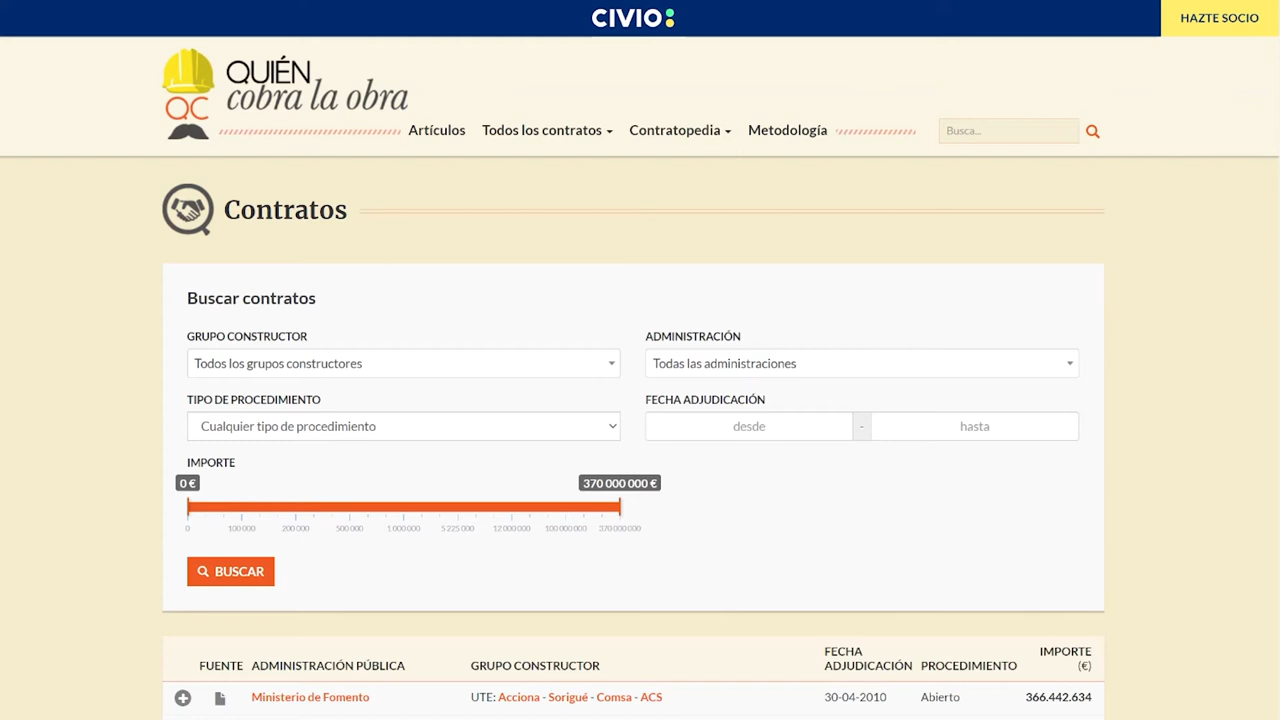 CIVIO
HAZTE SOCIO
QUIÉN
cobra la obra
QC
Artículos Todos los contratos Contratopedia Metodología Busca...
Contratos
Buscar contratos
GRUPO CONSTRUCTOR ADMINISTRACIÓN
Todos los grupos constructores Todas las administraciones
TIPO DE PROCEDIMIENTO FECHA ADJUDICACIÓN
Cualquier tipo de procedimiento desde - hasta
IMPORTE
0 € 370 000 000 €
0 100 000 200 000 500 000 1 000 000 5 225 000 12 000 000 100 000 000 370 000 000
BUSCAR
FUENTE ADMINISTRACIÓN PÚBLICA GRUPO CONSTRUCTOR FECHA ADJUDICACIÓN PROCEDIMIENTO IMPORTE (€)
Ministerio de Fomento UTE: Acciona - Sorigué - Comsa - ACS 30-04-2010 Abierto 366.442.634